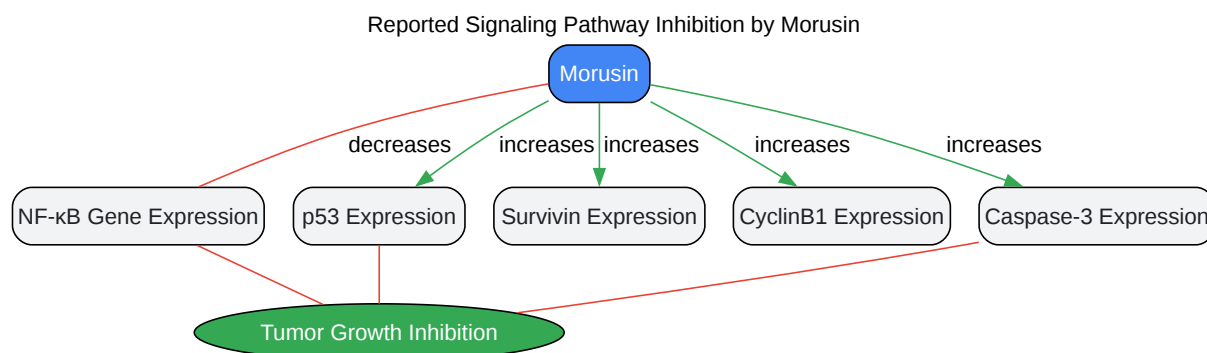 Reported Signaling Pathway Inhibition by Morusin
Morusin
decreases
increases
increases
increases
increases
NF-κB Gene Expression
p53 Expression
Survivin Expression
CyclinB1 Expression
Caspase-3 Expression
Tumor Growth Inhibition